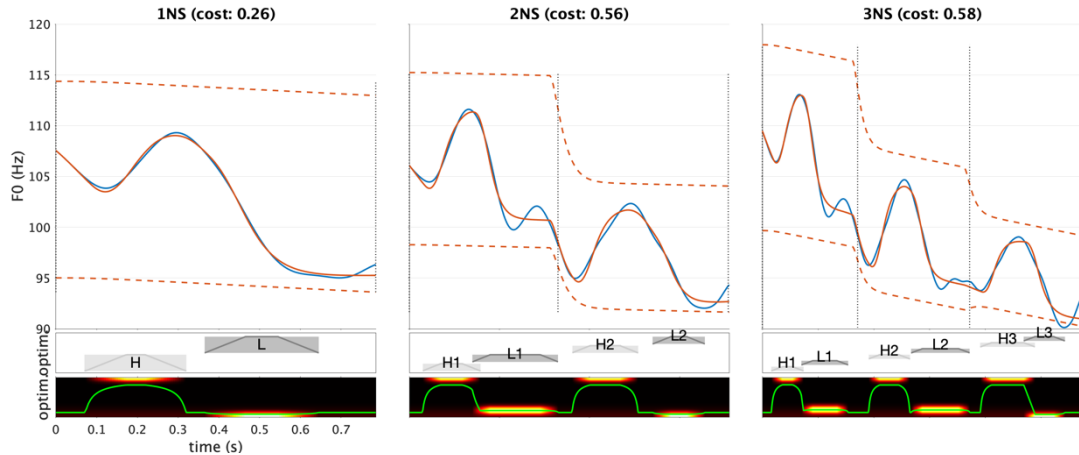 1NS (cost: 0.26)
2NS (cost: 0.56)
3NS (cost: 0.58)
120
115
110
105
100
95
90
F0 (Hz)
H
L
H1
L1
H2
L2
H1
L1
H2
L2
H3
L3
optim.
0
0.1
0.2
0.3
0.4
0.5
0.6
0.7
time (s)